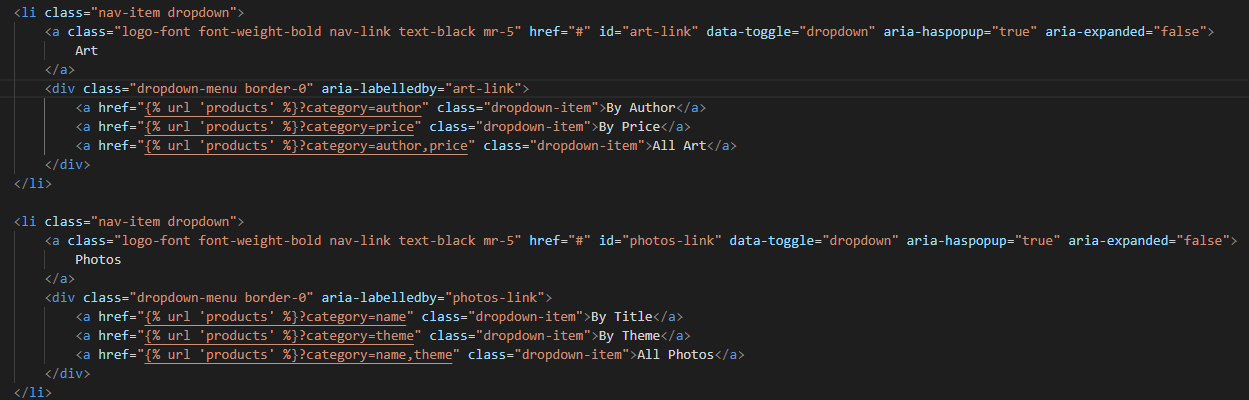 <li class="nav-item dropdown">
<a class="logo-font font-weight-bold nav-link text-black mr-5" href="#" id="art-link" data-toggle="dropdown" aria-haspopup="true" aria-expanded="false">
Art
</a>
<div class="dropdown-menu border-0" aria-labelledby="art-link">
<a href="{% url 'products' %}?category=author" class="dropdown-item">By Author</a>
<a href="{% url 'products' %}?category=price" class="dropdown-item">By Price</a>
<a href="{% url 'products' %}?category=author,price" class="dropdown-item">All Art</a>
</div>
</li>
<li class="nav-item dropdown">
<a class="logo-font font-weight-bold nav-link text-black mr-5" href="#" id="photos-link" data-toggle="dropdown" aria-haspopup="true" aria-expanded="false">
Photos
</a>
<div class="dropdown-menu border-0" aria-labelledby="photos-link">
<a href="{% url 'products' %}?category=name" class="dropdown-item">By Title</a>
<a href="{% url 'products' %}?category=theme" class="dropdown-item">By Theme</a>
<a href="{% url 'products' %}?category=name,theme" class="dropdown-item">All Photos</a>
</div>
</li>